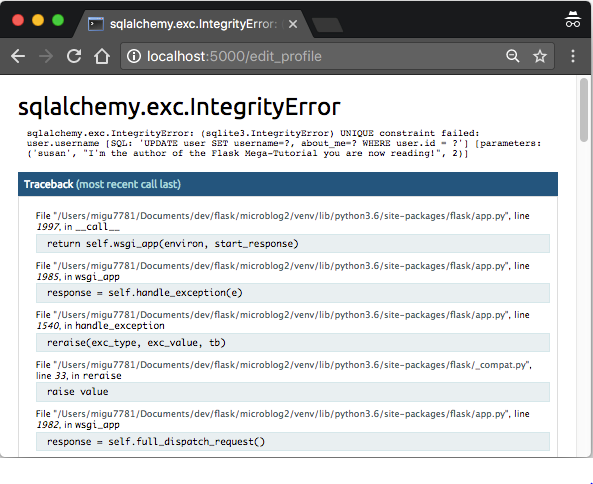 sqlalchemy.exc.IntegrityError:
localhost:5000/edit_profile
sqlalchemy.exc.IntegrityError
sqlalchemy.exc.IntegrityError: (sqlite3.IntegrityError) UNIQUE constraint failed:
user.username [SQL: 'UPDATE user SET username=?, about_me=? WHERE user.id = ?'] [parameters:
('susan', "I'm the author of the Flask Mega-Tutorial you are now reading!", 2)]
Traceback (most recent call last)
File "/Users/migu7781/Documents/dev/flask/microblog2/venv/lib/python3.6/site-packages/flask/app.py", line
1997, in __call__
return self.wsgi_app(environ, start_response)
File "/Users/migu7781/Documents/dev/flask/microblog2/venv/lib/python3.6/site-packages/flask/app.py", line
1985, in wsgi_app
response = self.handle_exception(e)
File "/Users/migu7781/Documents/dev/flask/microblog2/venv/lib/python3.6/site-packages/flask/app.py", line
1540, in handle_exception
reraise(exc_type, exc_value, tb)
File "/Users/migu7781/Documents/dev/flask/microblog2/venv/lib/python3.6/site-packages/flask/_compat.py",
line 33, in reraise
raise value
File "/Users/migu7781/Documents/dev/flask/microblog2/venv/lib/python3.6/site-packages/flask/app.py", line
1982, in wsgi_app
response = self.full_dispatch_request()